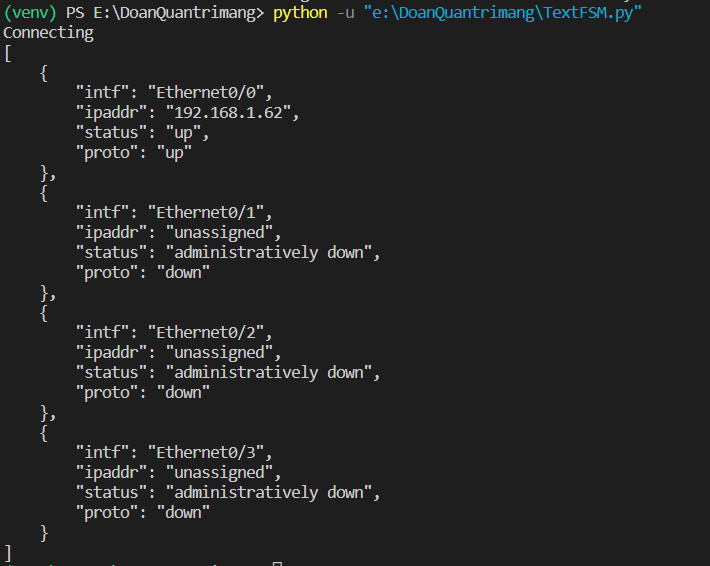 (venv) PS E:\DoanQuantrimang> python -u "e:\DoanQuantrimang\TextFSM.py"
Connecting
[
    {
        "intf": "Ethernet0/0",
        "ipaddr": "192.168.1.62",
        "status": "up",
        "proto": "up"
    },
    {
        "intf": "Ethernet0/1",
        "ipaddr": "unassigned",
        "status": "administratively down",
        "proto": "down"
    },
    {
        "intf": "Ethernet0/2",
        "ipaddr": "unassigned",
        "status": "administratively down",
        "proto": "down"
    },
    {
        "intf": "Ethernet0/3",
        "ipaddr": "unassigned",
        "status": "administratively down",
        "proto": "down"
    }
]